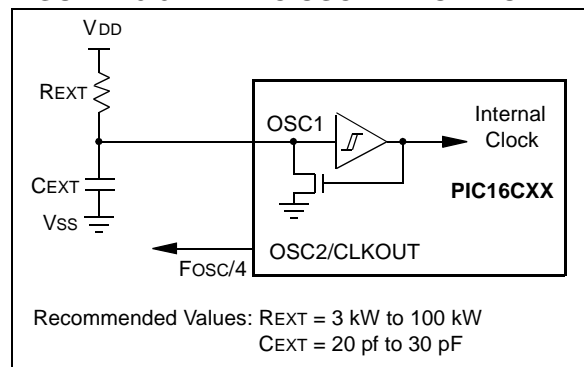 VDD
REXT
OSC1
Internal
Clock
CEXT
PIC16CXX
VSS
OSC2/CLKOUT
FOSC/4
Recommended Values: REXT = 3 kW to 100 kW
CEXT = 20 pf to 30 pF